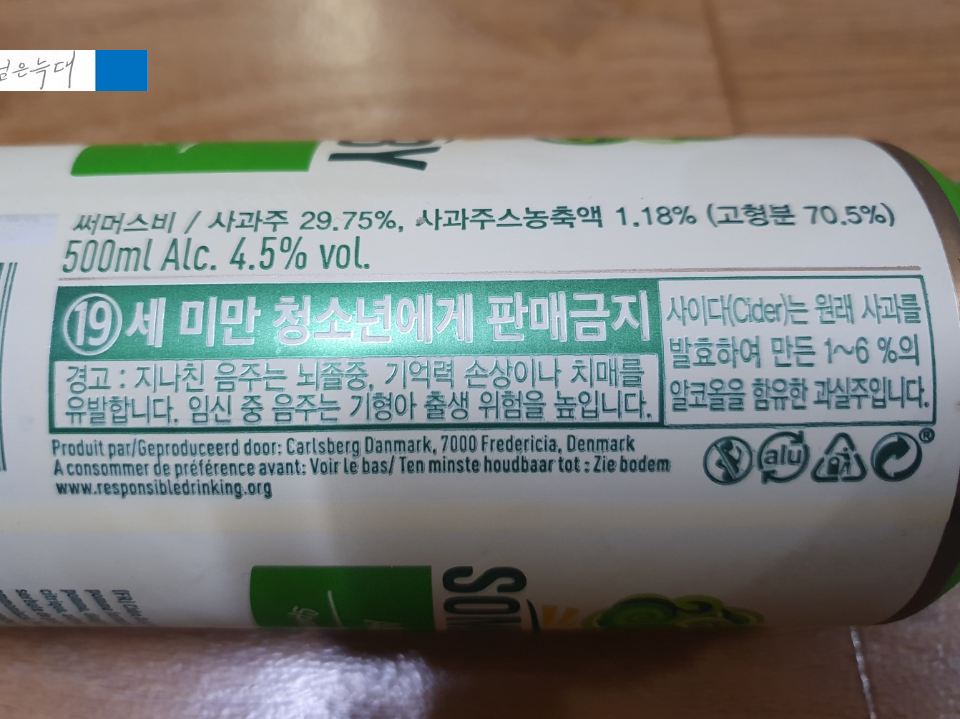 검은늑대
BY
써머스비 / 사과주 29.75%, 사과주스농축액 1.18% (고형분 70.5%)
500ml Alc. 4.5% vol.
19세 미만 청소년에게 판매금지
경고 : 지나친 음주는 뇌졸중, 기억력 손상이나 치매를
유발합니다. 임신 중 음주는 기형아 출생 위험을 높입니다.
사이다(Cider)는 원래 사과를
발효하여 만든 1~6 %의
알코올을 함유한 과실주입니다.
Produit par/Geproduceerd door: Carlsberg Danmark, 7000 Fredericia, Denmark
A consommer de préférence avant: Voir le bas/ Ten minste houdbaar tot : Zie bodem
www.responsibledrinking.org
alu
®
SOM